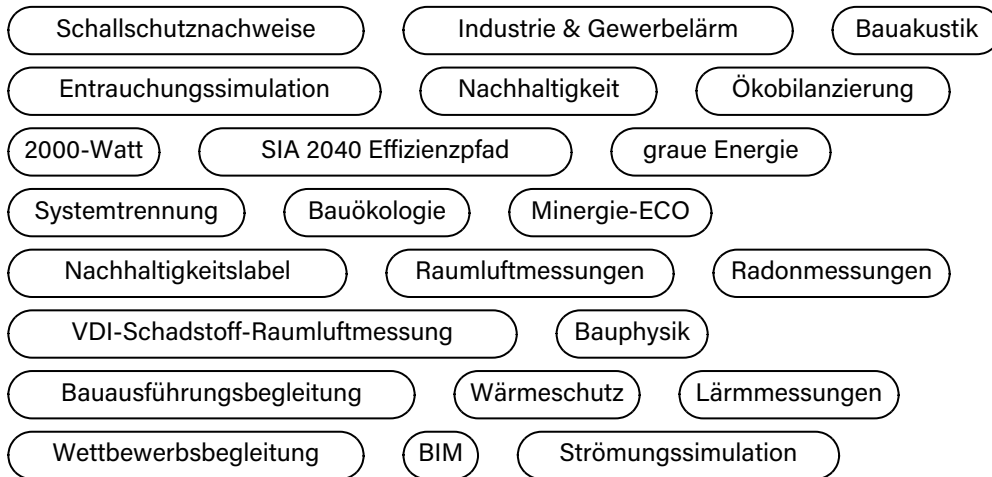 Schallschutznachweise Industrie & Gewerbelärm Bauakustik
Entrauchungssimulation Nachhaltigkeit Ökobilanzierung
2000-Watt SIA 2040 Effizienzpfad graue Energie
Systemtrennung Bauökologie Minergie-ECO
Nachhaltigkeitslabel Raumluftmessungen Radonmessungen
VDI-Schadstoff-Raumluftmessung Bauphysik
Bauausführungsbegleitung Wärmeschutz Lärmmessungen
Wettbewerbsbegleitung BIM Strömungssimulation